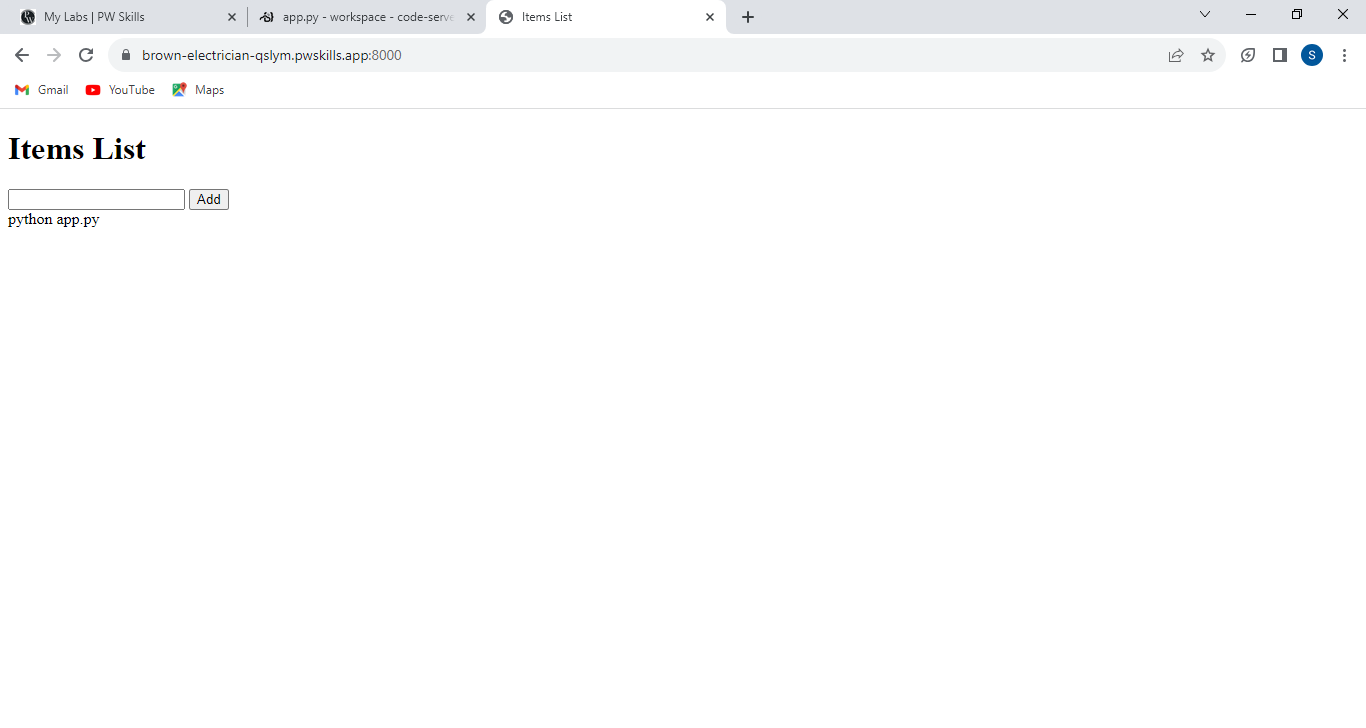 My Labs | PW Skills
app.py - workspace - code-serve
Items List
brown-electrician-qslym.pwskills.app:8000
S
Gmail
YouTube
Maps
Items List
Add
python app.py